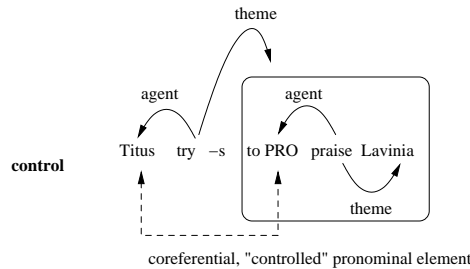 theme
agent
agent
Titus try –s to PRO praise Lavinia
control
theme
coreferential, "controlled" pronominal element